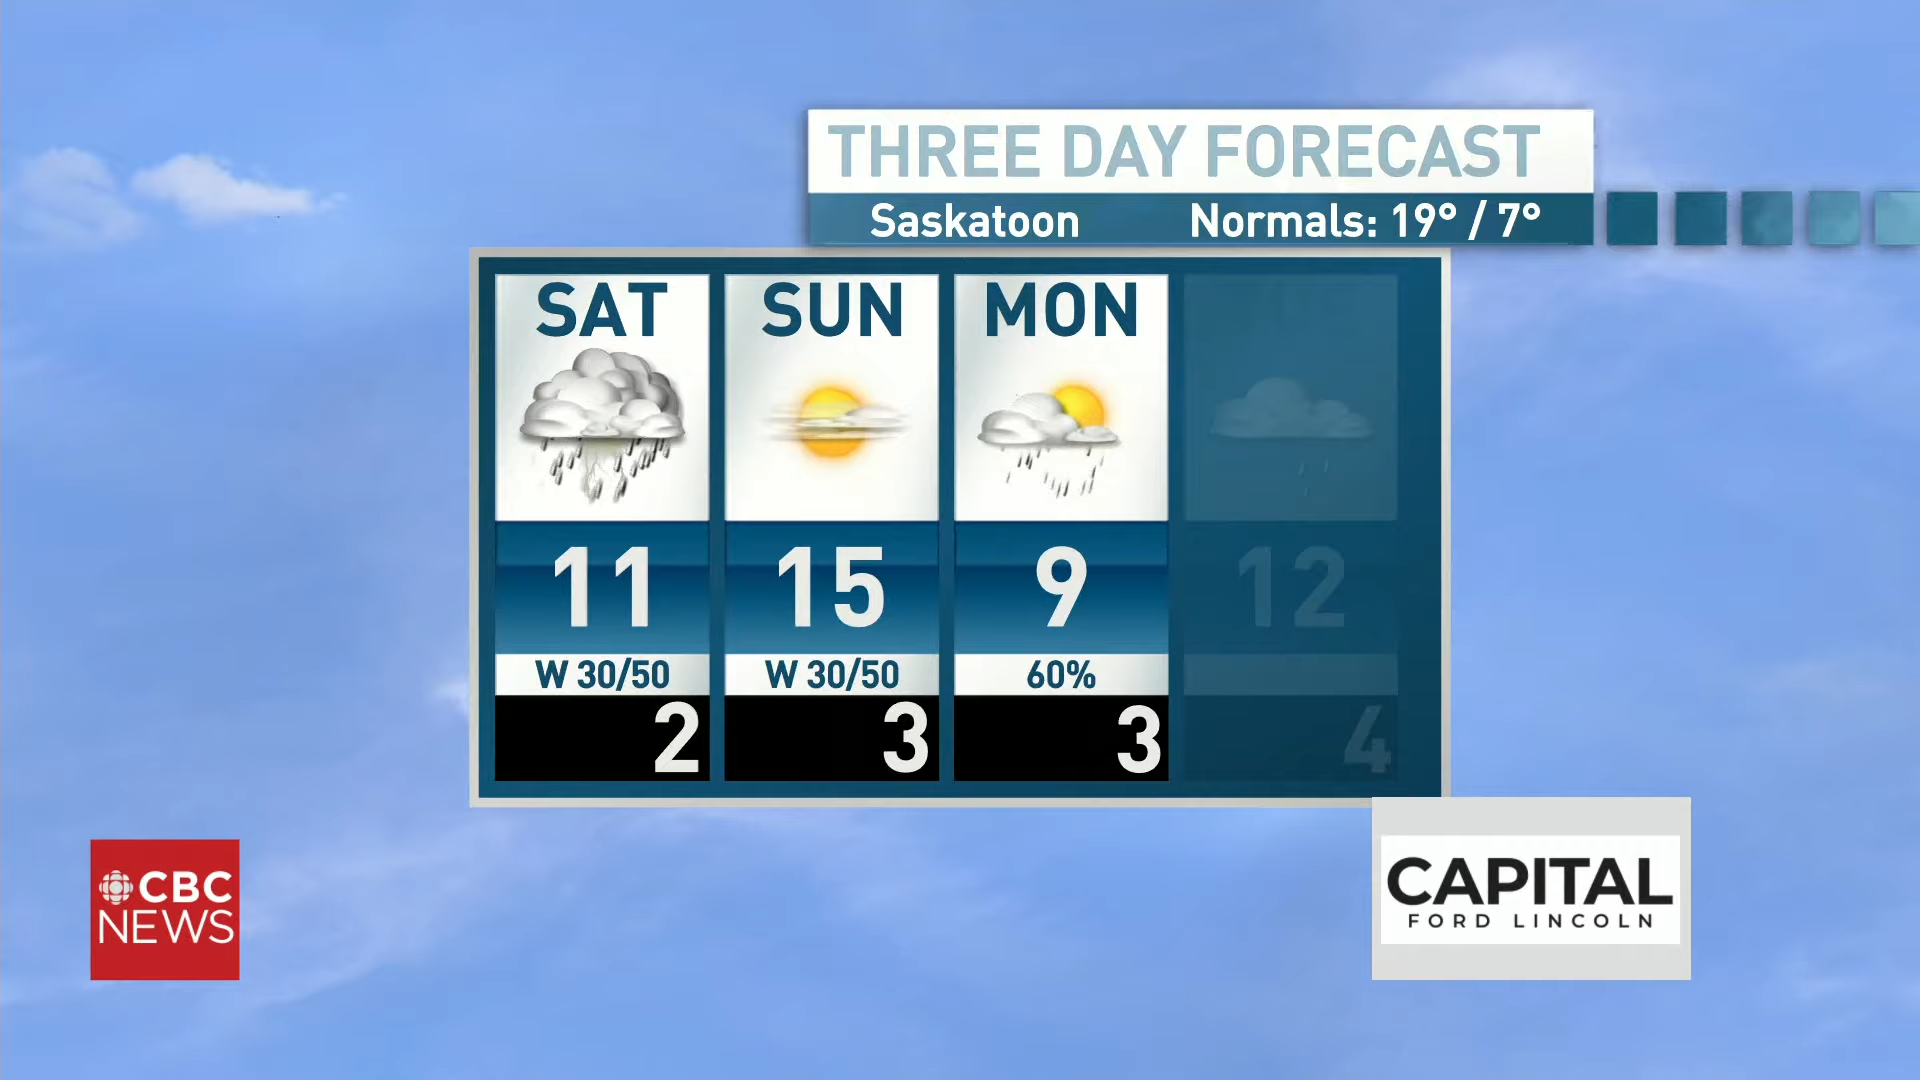 THREE DAY FORECAST
Saskatoon Normals: 19° / 7°
SAT SUN MON
11 15 9 12
W 30/50 W 30/50 60%
2 3 3 4
CBC
NEWS
CAPITAL
FORD LINCOLN